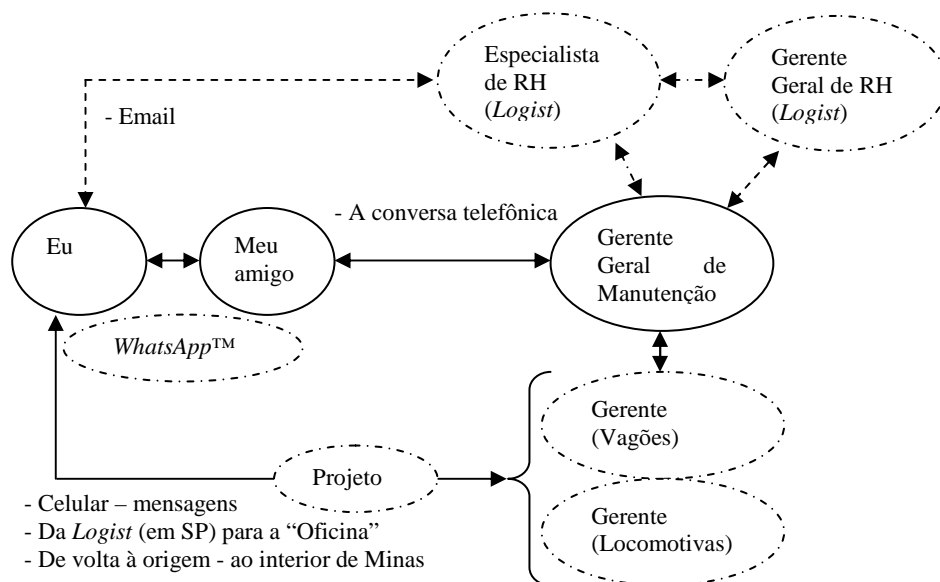 Especialista
de RH
(Logist)
Gerente
Geral de RH
(Logist)
- Email
- A conversa telefônica
Eu
Meu
amigo
Gerente
Geral de
Manutenção
WhatsApp™
Gerente
(Vagões)
Projeto
Gerente
(Locomotivas)
- Celular – mensagens
- Da Logist (em SP) para a “Oficina”
- De volta à origem - ao interior de Minas